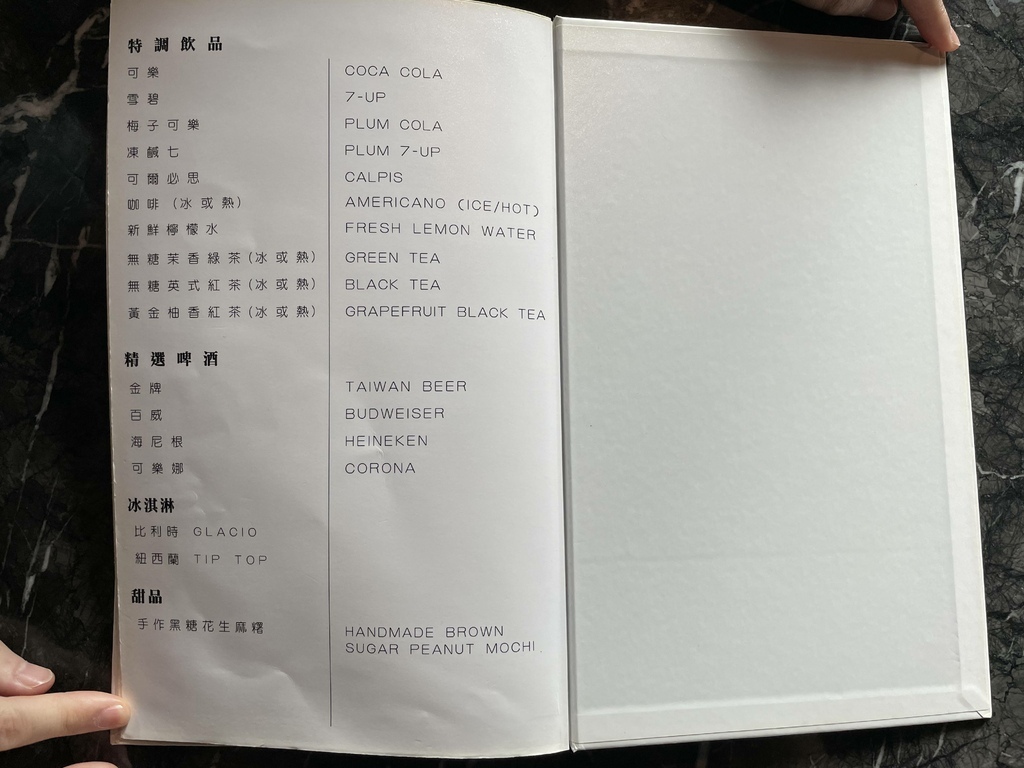 特調飲品
可樂 COCA COLA
雪碧 7-UP
梅子可樂 PLUM COLA
凍鹹七 PLUM 7-UP
可爾必思 CALPIS
咖啡 (冰或熱) AMERICANO (ICE/HOT)
新鮮檸檬水 FRESH LEMON WATER
無糖茉香綠茶(冰或熱) GREEN TEA
無糖英式紅茶(冰或熱) BLACK TEA
黃金柚香紅茶(冰或熱) GRAPEFRUIT BLACK TEA
精選啤酒
金牌 TAIWAN BEER
百威 BUDWEISER
海尼根 HEINEKEN
可樂娜 CORONA
冰淇淋
比利時 GLACIO
紐西蘭 TIP TOP
甜品
手作黑糖花生麻糬 HANDMADE BROWN
SUGAR PEANUT MOCHI